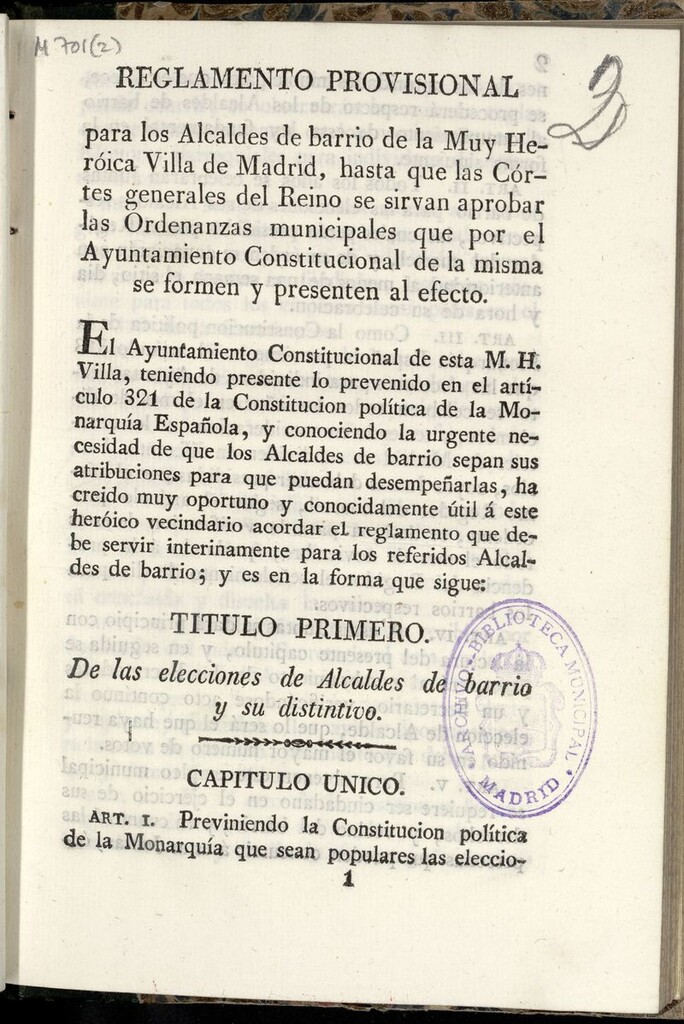 M 701(2)
2
REGLAMENTO PROVISIONAL
para los Alcaldes de barrio de la Muy He-
róica Villa de Madrid, hasta que las Cór-
tes generales del Reino se sirvan aprobar
las Ordenanzas municipales que por el
Ayuntamiento Constitucional de la misma
se formen y presenten al efecto.
El Ayuntamiento Constitucional de esta M. H.
Villa, teniendo presente lo prevenido en el artí-
culo 321 de la Constitucion política de la Mo-
narquía Española, y conociendo la urgente ne-
cesidad de que los Alcaldes de barrio sepan sus
atribuciones para que puedan desempeñarlas, ha
creido muy oportuno y conocidamente útil á este
heróico vecindario acordar el reglamento que de-
be servir interinamente para los referidos Alcal-
des de barrio; y es en la forma que sigue:
TITULO PRIMERO.
De las elecciones de Alcaldes de barrio
y su distintivo.
ARCHIVO-BIBLIOTECA MUNICIPAL
MADRID
CAPITULO UNICO.
ART. I. Previniendo la Constitucion política
de la Monarquía que sean populares las eleccio-
1